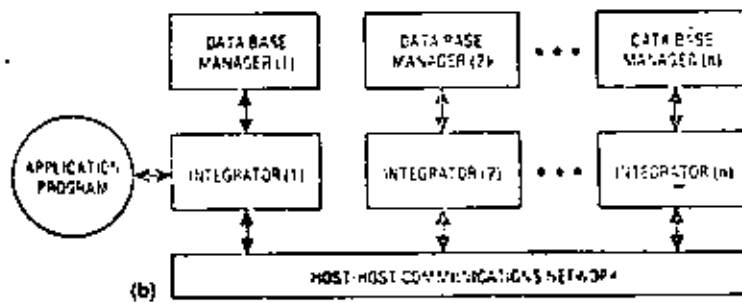 DATA BASE
MANAGER (1)
DATA BASE
MANAGER (2)
• • •
DATA BASE
MANAGER (n)
APPLICATION
PROGRAM
INTEGRATOR (1)
INTEGRATOR (2)
• • •
INTEGRATOR (n)
HOST-HOST COMMUNICATIONS NETWORK
(b)